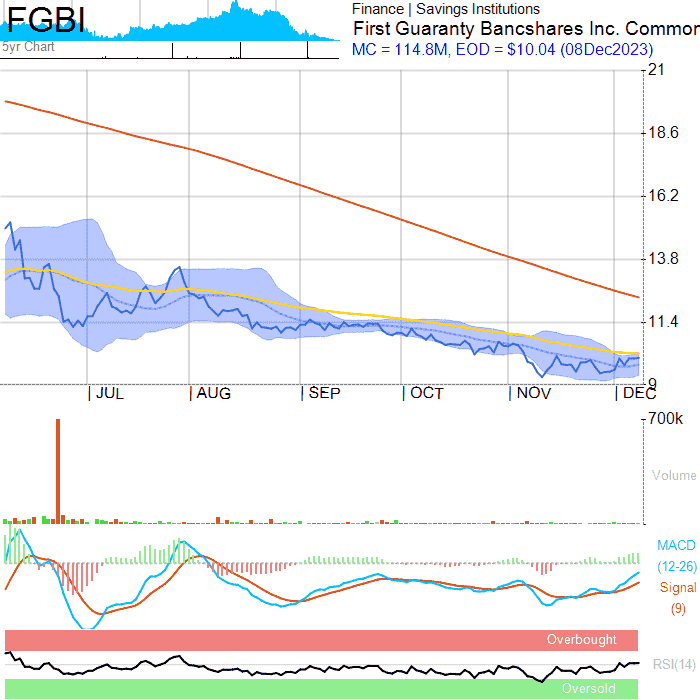 FGBI
5yr Chart
Finance | Savings Institutions
First Guaranty Bancshares Inc. Common
MC = 114.8M, EOD = $10.04 (08Dec2023)
21
18.6
16.2
13.8
11.4
9
JUL AUG SEP OCT NOV DEC
700k
Volume
MACD
(12-26)
Signal
(9)
Overbought
RSI(14)
Oversold